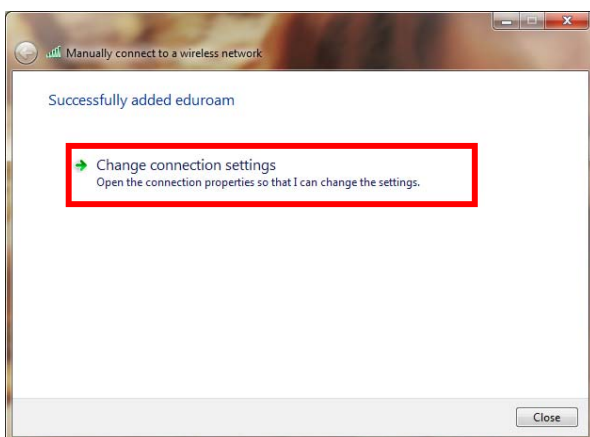 Manually connect to a wireless network
Successfully added eduroam
Change connection settings
Open the connection properties so that I can change the settings.
Close